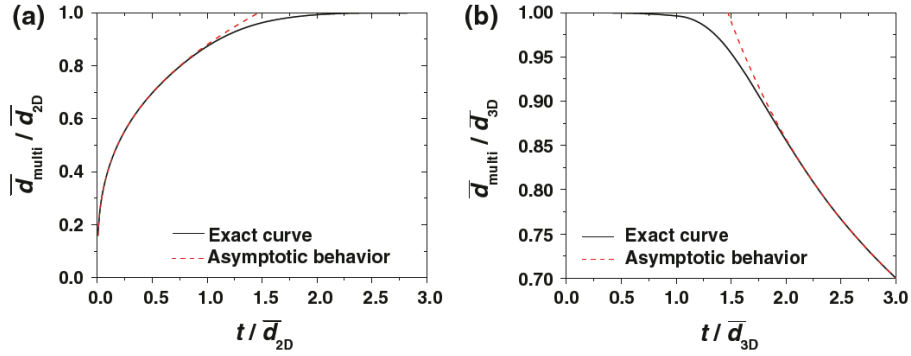 (a)
1.0
0.8
0.6
0.4
0.2
0.0
d̅multi / d̅2D
Exact curve
Asymptotic behavior
0.0 0.5 1.0 1.5 2.0 2.5 3.0
t / d̅2D
(b)
1.00
0.95
0.90
0.85
0.80
0.75
0.70
d̅multi / d̅3D
Exact curve
Asymptotic behavior
0.0 0.5 1.0 1.5 2.0 2.5 3.0
t / d̅3D